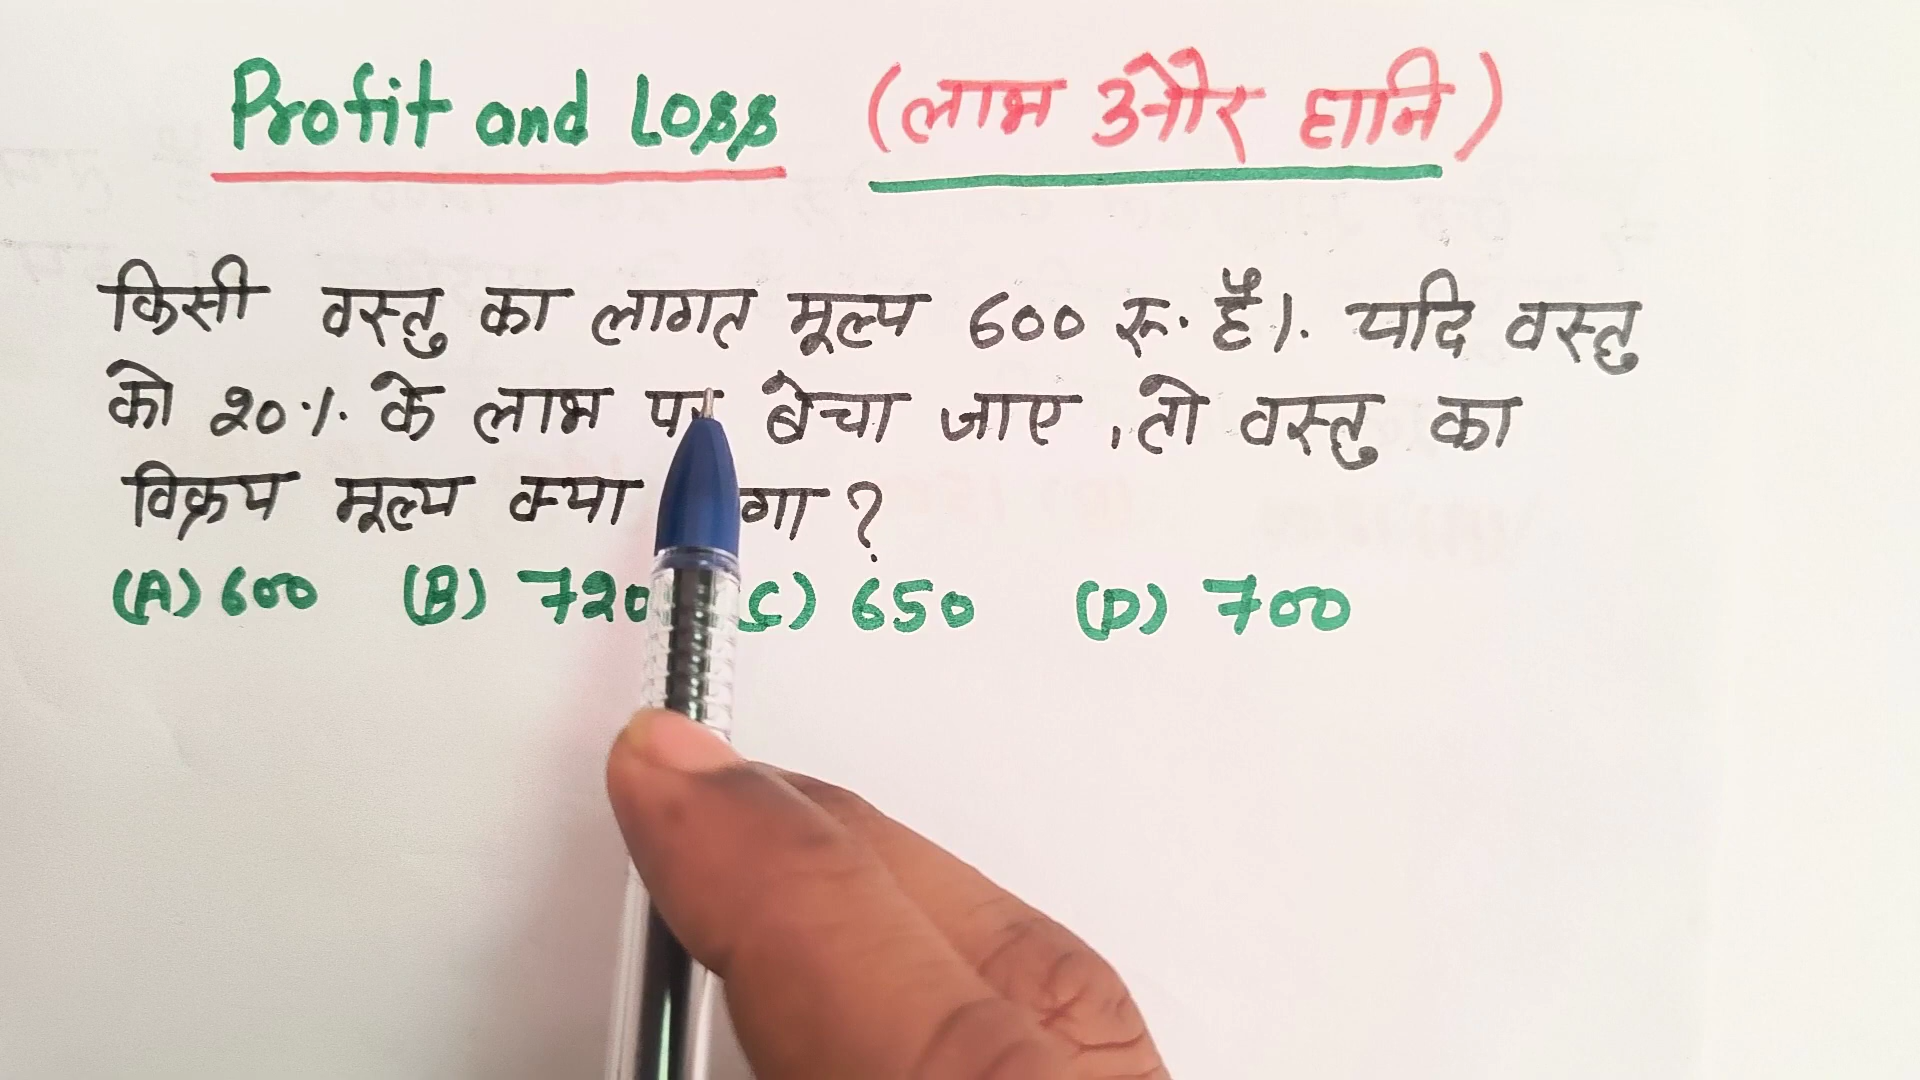 Profit and Loss (लाभ और हानि)
किसी वस्तु का लागत मूल्य 600 रू. है।. यदि वस्तु
को 20% के लाभ पर बेचा जाए , तो वस्तु का
विक्रय मूल्य क्या गा ?
(A) 600 (B) 720 C) 650 (D) 700